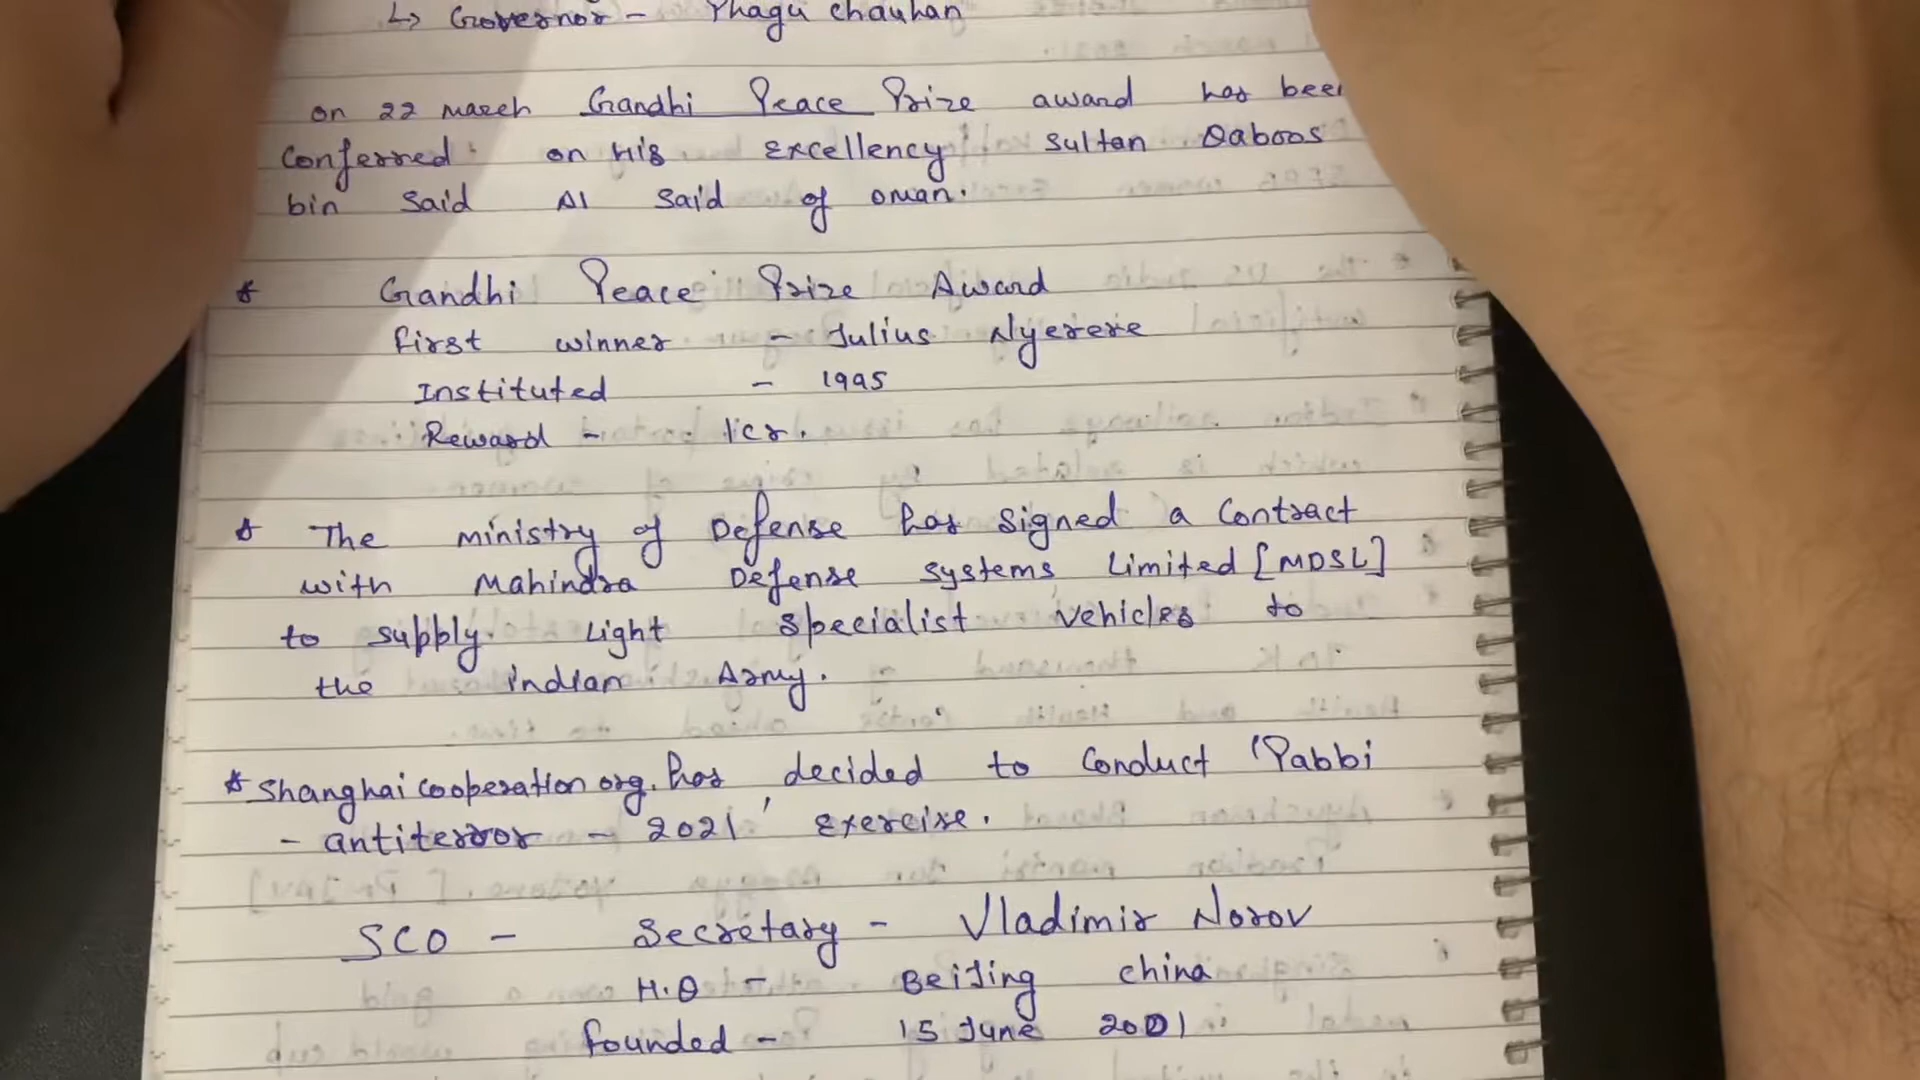 ↳ Governor - Phagu Chauhan
on 22 march Gandhi Peace Prize award has been
Conferred on His Excellency Sultan Qaboos
bin Said Al Said of oman.
* Gandhi Peace Prize Award
first winner - Julius Nyerere
Instituted - 1995
Reward - 1cr.
* The ministry of Defense has signed a Contract
with Mahindra Defense systems Limited [MDSL]
to supply Light Specialist vehicles to
the indian Army.
* Shanghai cooperation org. has decided to Conduct 'Pabbi
- antiterror - 2021' Exercise.
SCO - Secretary - Vladimir Norov
H.Q - BeiJing china
founded - 15 June 2001